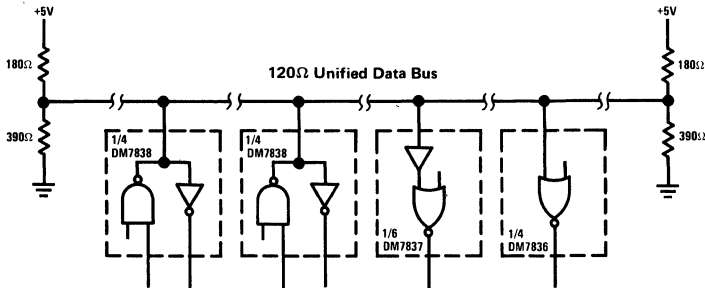 +5V
+5V
180Ω
180Ω
120Ω Unified Data Bus
390Ω
390Ω
1/4
DM7838
1/4
DM7838
1/6
DM7837
1/4
DM7836